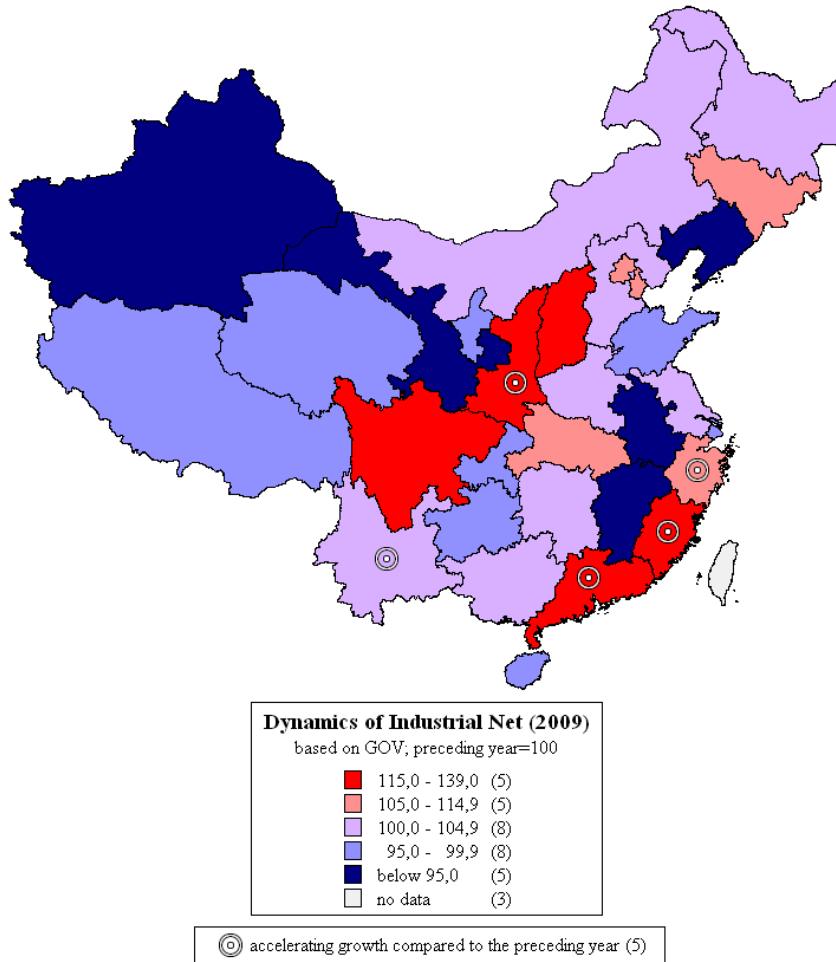 Dynamics of Industrial Net (2009)
based on GOV; preceding year=100
115,0 - 139,0 (5)
105,0 - 114,9 (5)
100,0 - 104,9 (8)
95,0 - 99,9 (8)
below 95,0 (5)
no data (3)
accelerating growth compared to the preceding year (5)